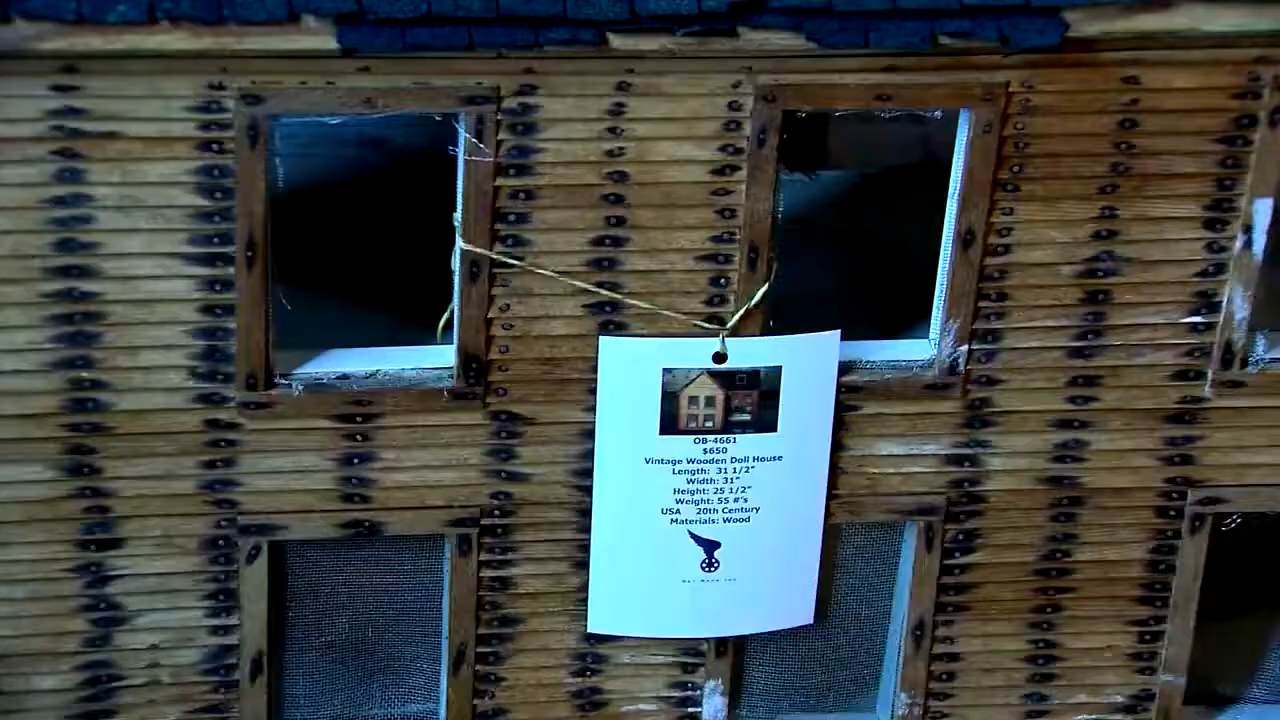 OB-4661
$650
Vintage Wooden Doll House
Length: 31 1/2"
Width: 31"
Height: 25 1/2"
Weight: 55 #'s
USA 20th Century
Materials: Wood